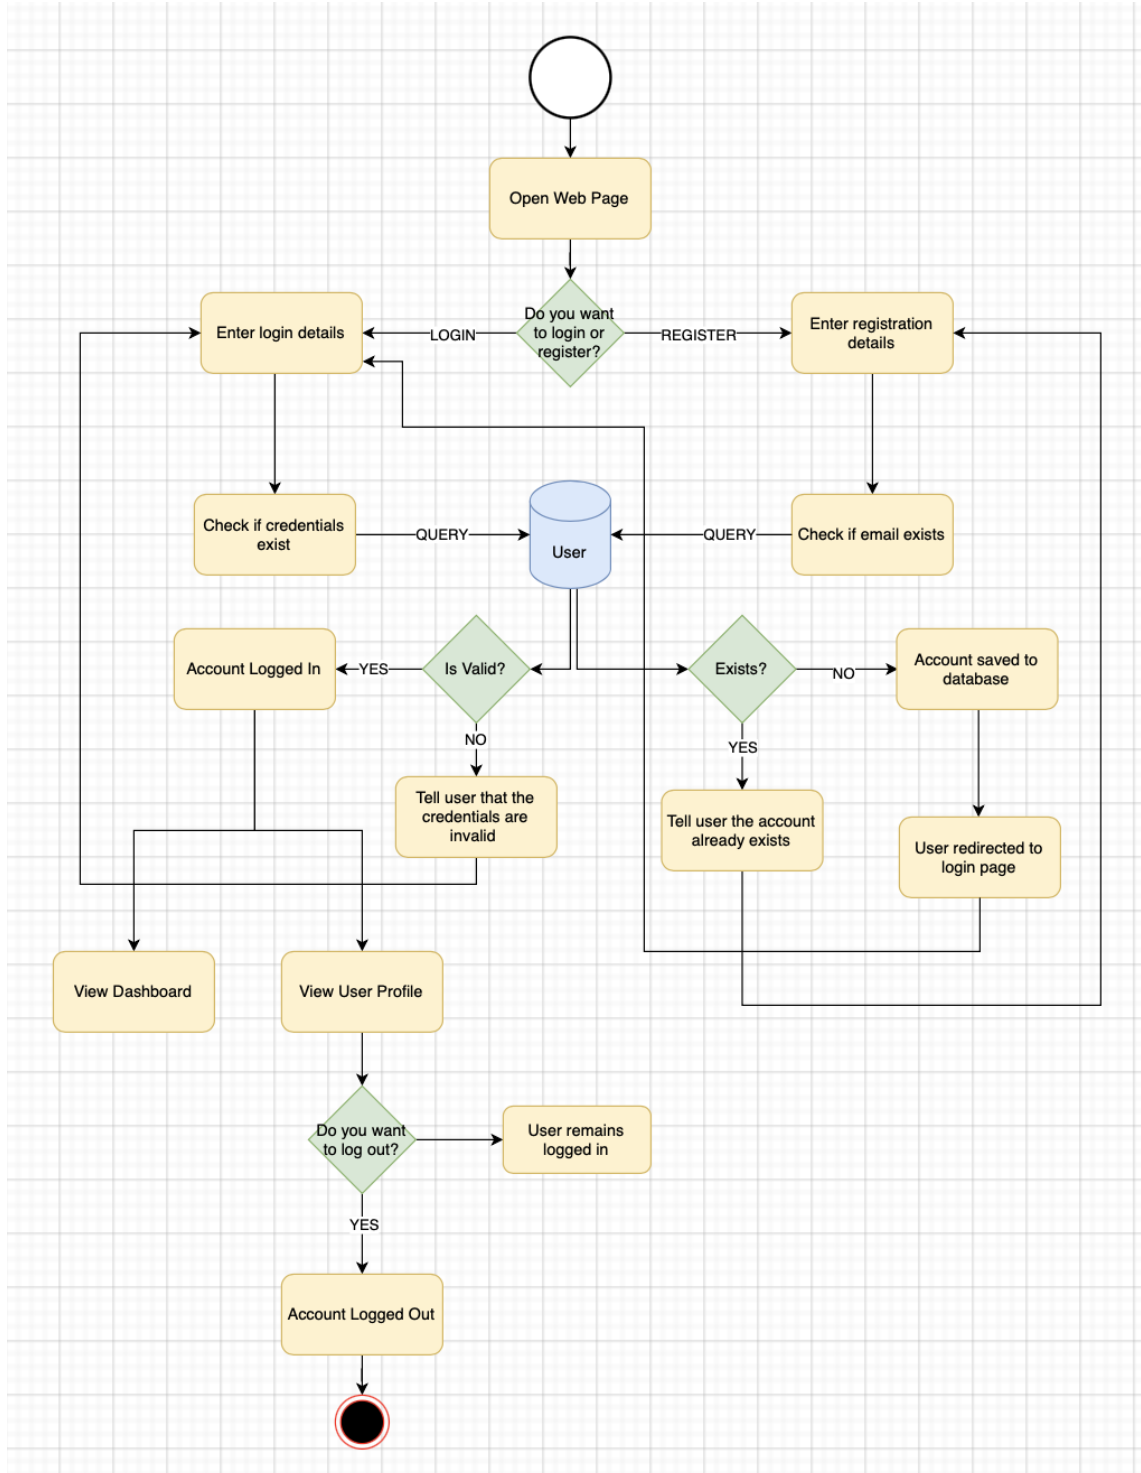 Open Web Page
Do you want
to login or
register?
Enter login details
LOGIN
REGISTER
Enter registration
details
Check if credentials
exist
QUERY
User
QUERY
Check if email exists
Account Logged In
YES
Is Valid?
Exists?
NO
Account saved to
database
NO
YES
Tell user that the
credentials are
invalid
Tell user the account
already exists
User redirected to
login page
View Dashboard
View User Profile
Do you want
to log out?
User remains
logged in
YES
Account Logged Out